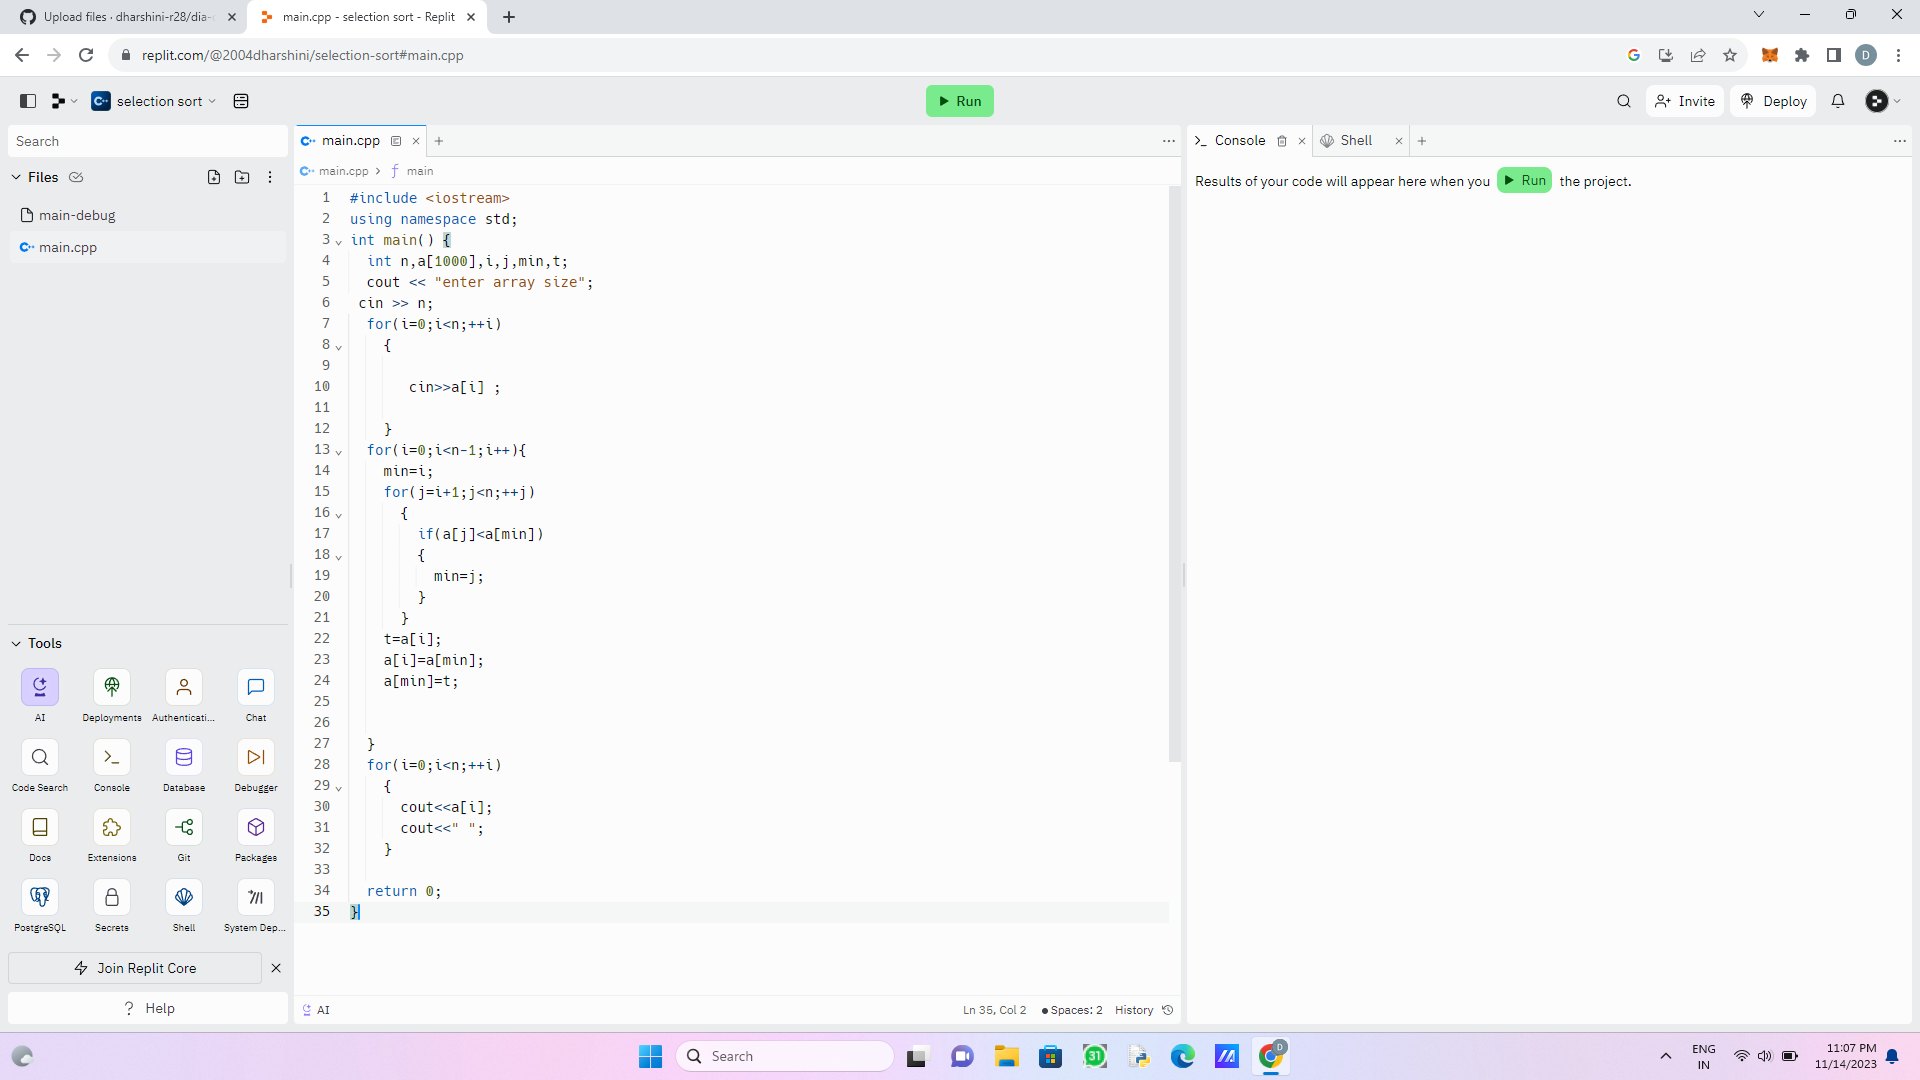 Upload files · dharshini-r28/dia-
main.cpp - selection sort - Replit
replit.com/@2004dharshini/selection-sort#main.cpp
D
selection sort
Run
Invite
Deploy
Search
Files
main-debug
main.cpp
main.cpp
main.cpp > main
1 #include <iostream>
2 using namespace std;
3 int main() {
4 int n,a[1000],i,j,min,t;
5 cout << "enter array size";
6 cin >> n;
7 for(i=0;i<n;++i)
8 {
9
10 cin>>a[i] ;
11
12 }
13 for(i=0;i<n-1;i++){
14 min=i;
15 for(j=i+1;j<n;++j)
16 {
17 if(a[j]<a[min])
18 {
19 min=j;
20 }
21 }
22 t=a[i];
23 a[i]=a[min];
24 a[min]=t;
25
26
27 }
28 for(i=0;i<n;++i)
29 {
30 cout<<a[i];
31 cout<<" ";
32 }
33
34 return 0;
35 }
AI
Ln 35, Col 2
Spaces: 2
History
Console
Shell
Results of your code will appear here when you Run the project.
Tools
AI
Deployments
Authenticati...
Chat
Code Search
Console
Database
Debugger
Docs
Extensions
Git
Packages
PostgreSQL
Secrets
Shell
System Dep...
Join Replit Core
? Help
Search
31
D
ENG
IN
11:07 PM
11/14/2023